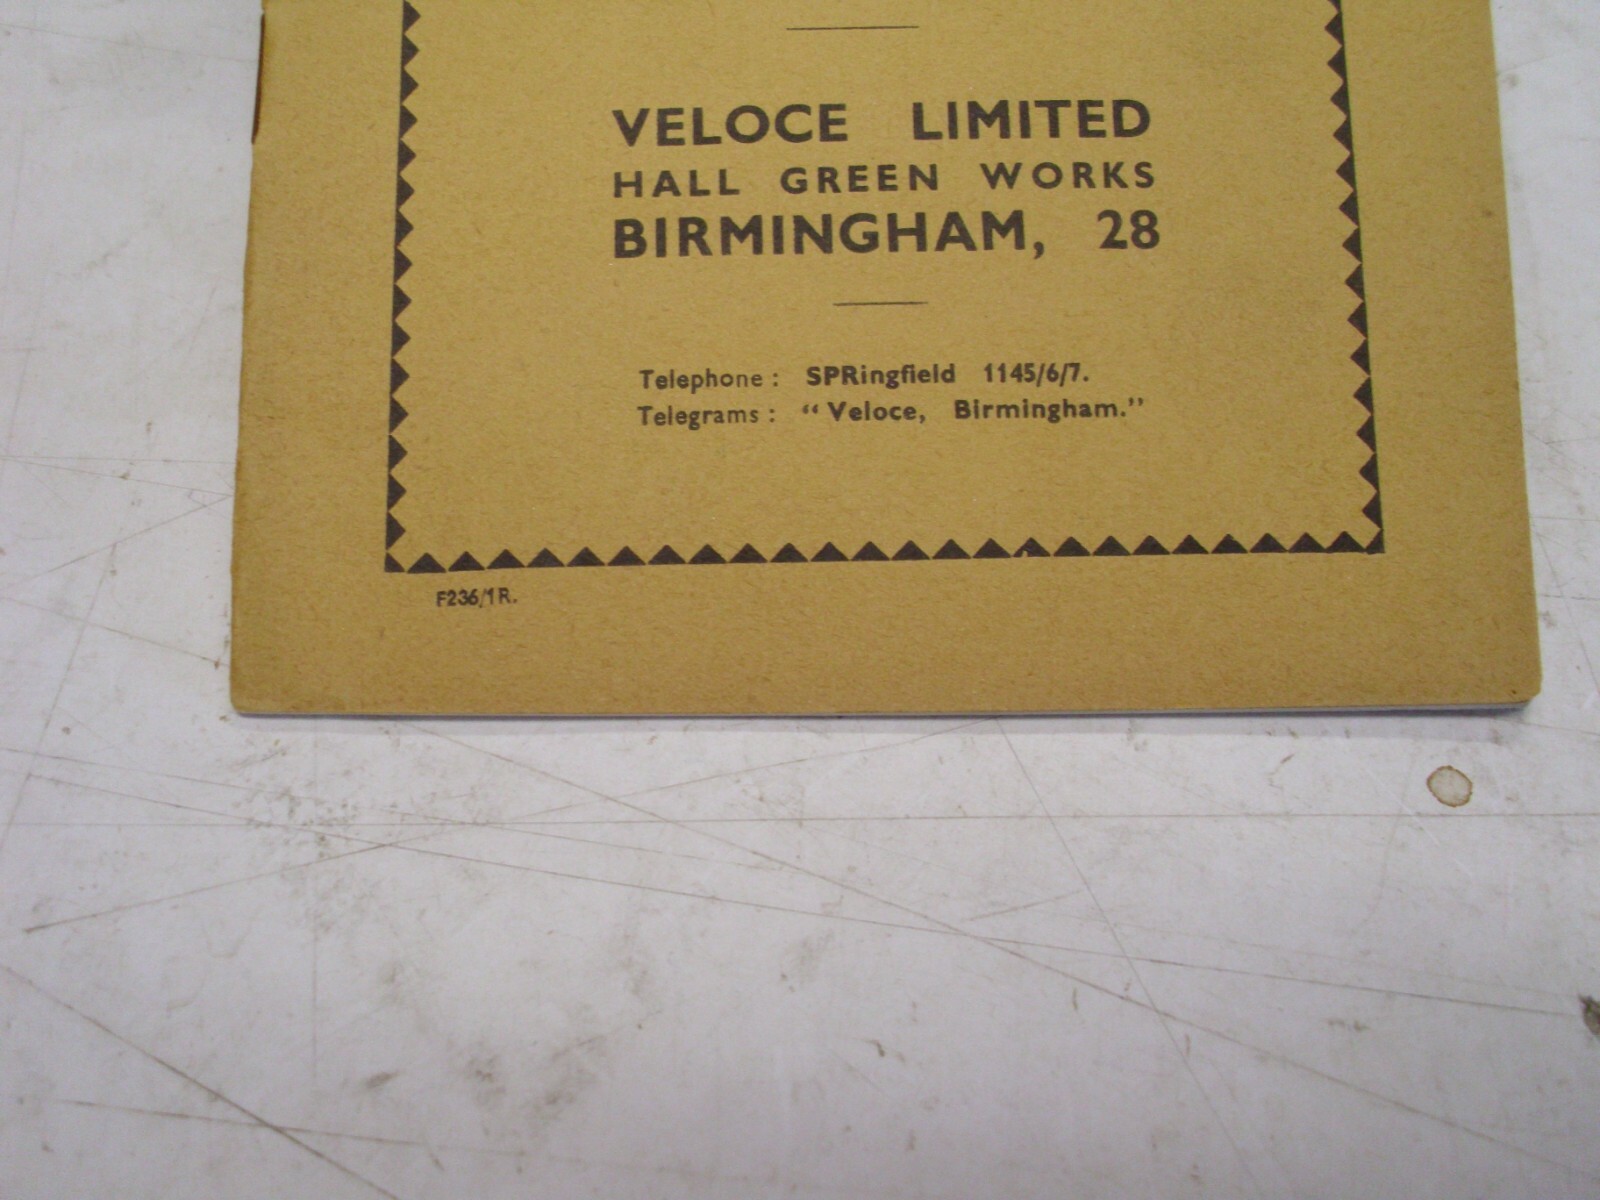 VELOCE LIMITED
HALL GREEN WORKS
BIRMINGHAM, 28
Telephone : SPRingfield 1145/6/7.
Telegrams : “Veloce, Birmingham.”
F236/1R.